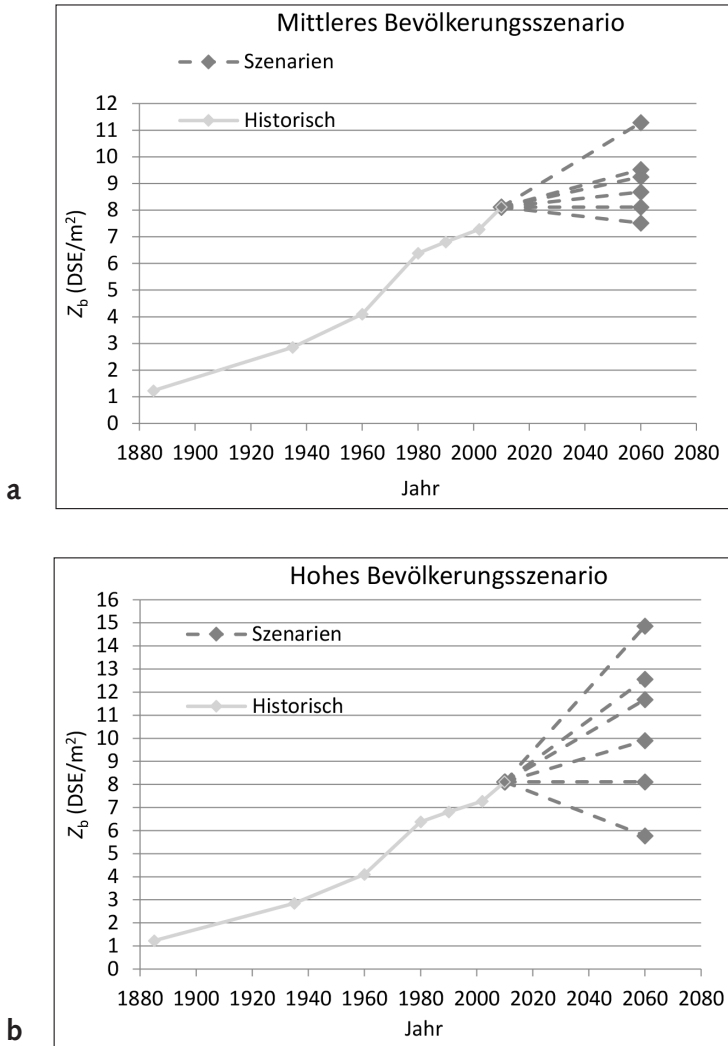 Mittleres Bevölkerungsszenario
Szenarien
Historisch
12
11
10
9
8
7
6
5
4
3
2
1
0
Z_b (DSE/m²)
1880 1900 1920 1940 1960 1980 2000 2020 2040 2060 2080
Jahr
a
Hohes Bevölkerungsszenario
Szenarien
Historisch
16
15
14
13
12
11
10
9
8
7
6
5
4
3
2
1
0
Z_b (DSE/m²)
1880 1900 1920 1940 1960 1980 2000 2020 2040 2060 2080
Jahr
b